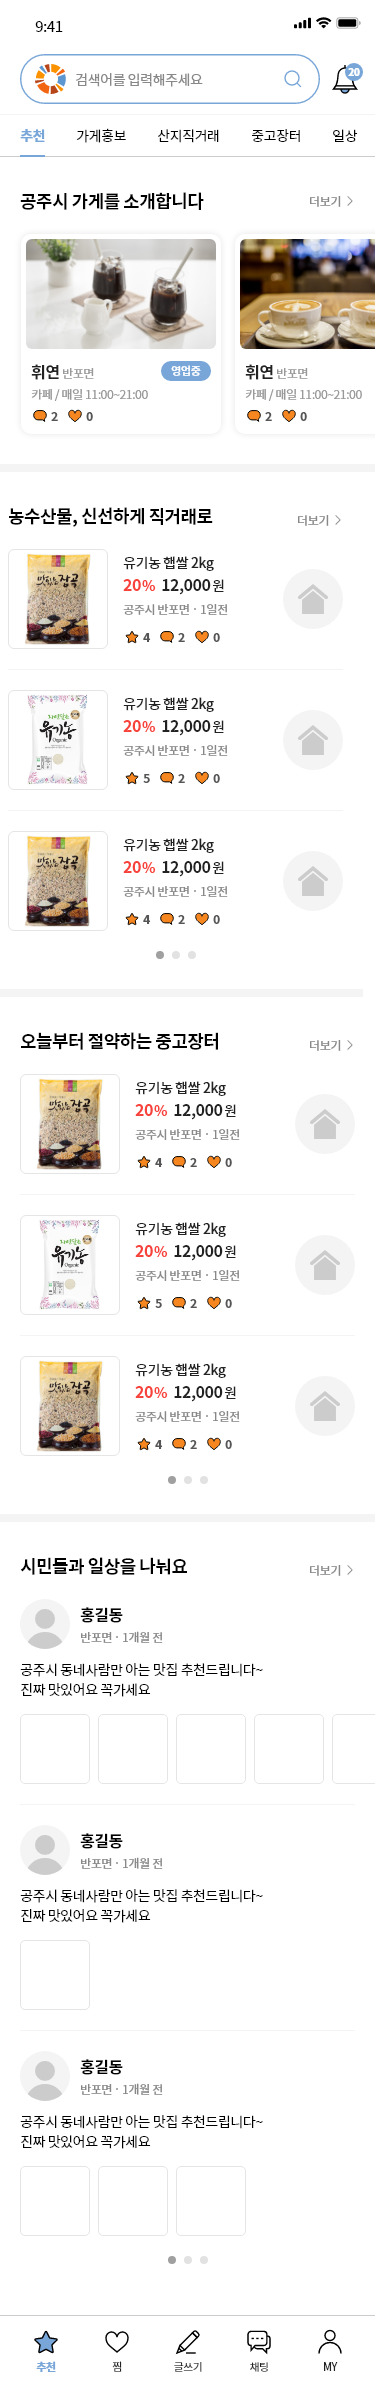 9:41
검색어를 입력해주세요
20
추천 가게홍보 산지직거래 중고장터 일상
공주시 가게를 소개합니다 더보기
휘연 반포면 영업중
카페 / 매일 11:00~21:00
2 0
휘연 반포면
카페 / 매일 11:00~21:00
2 0
농수산물, 신선하게 직거래로 더보기
맛있는 잡곡
유기농 햅쌀 2kg
20% 12,000원
공주시 반포면 · 1일전
4 2 0
유기농
Organic
유기농 햅쌀 2kg
20% 12,000원
공주시 반포면 · 1일전
5 2 0
맛있는 잡곡
유기농 햅쌀 2kg
20% 12,000원
공주시 반포면 · 1일전
4 2 0
오늘부터 절약하는 중고장터 더보기
맛있는 잡곡
유기농 햅쌀 2kg
20% 12,000원
공주시 반포면 · 1일전
4 2 0
유기농
Organic
유기농 햅쌀 2kg
20% 12,000원
공주시 반포면 · 1일전
5 2 0
맛있는 잡곡
유기농 햅쌀 2kg
20% 12,000원
공주시 반포면 · 1일전
4 2 0
시민들과 일상을 나눠요 더보기
홍길동
반포면 · 1개월 전
공주시 동네사람만 아는 맛집 추천드립니다~
진짜 맛있어요 꼭가세요
홍길동
반포면 · 1개월 전
공주시 동네사람만 아는 맛집 추천드립니다~
진짜 맛있어요 꼭가세요
홍길동
반포면 · 1개월 전
공주시 동네사람만 아는 맛집 추천드립니다~
진짜 맛있어요 꼭가세요
추천 찜 글쓰기 채팅 MY